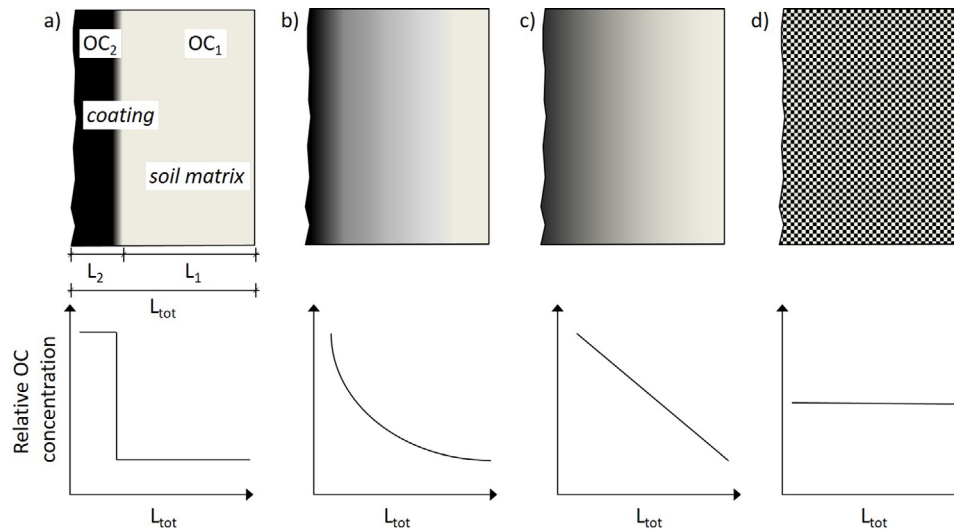 a)
OC₂
OC₁
coating
soil matrix
L₂
L₁
Lₜₒₜ
b)
c)
d)
Relative OC
concentration
Lₜₒₜ
Lₜₒₜ
Lₜₒₜ
Lₜₒₜ